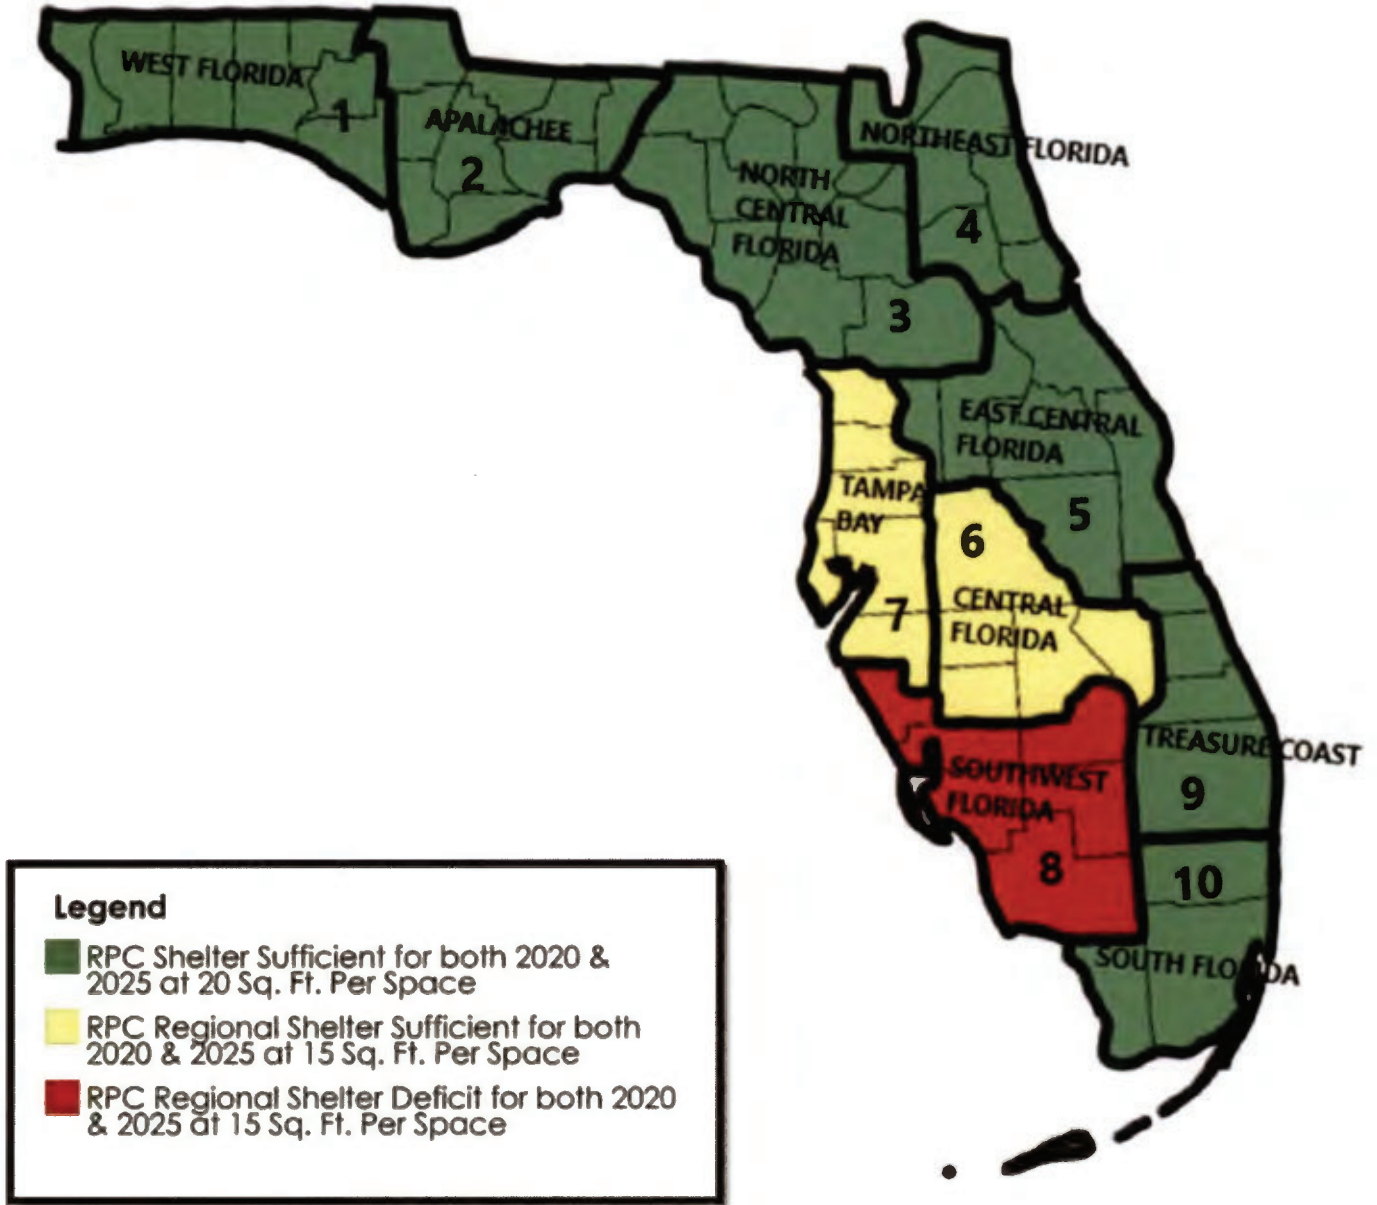 WEST FLORIDA
1
APALACHEE
2
NORTHEAST FLORIDA
4
NORTH
CENTRAL
FLORIDA
3
EAST CENTRAL
FLORIDA
5
TAMPA
BAY
7
6
CENTRAL
FLORIDA
TREASURE COAST
9
SOUTHWEST
FLORIDA
8
10
SOUTH FLORIDA
Legend
RPC Shelter Sufficient for both 2020 &
2025 at 20 Sq. Ft. Per Space
RPC Regional Shelter Sufficient for both
2020 & 2025 at 15 Sq. Ft. Per Space
RPC Regional Shelter Deficit for both 2020
& 2025 at 15 Sq. Ft. Per Space